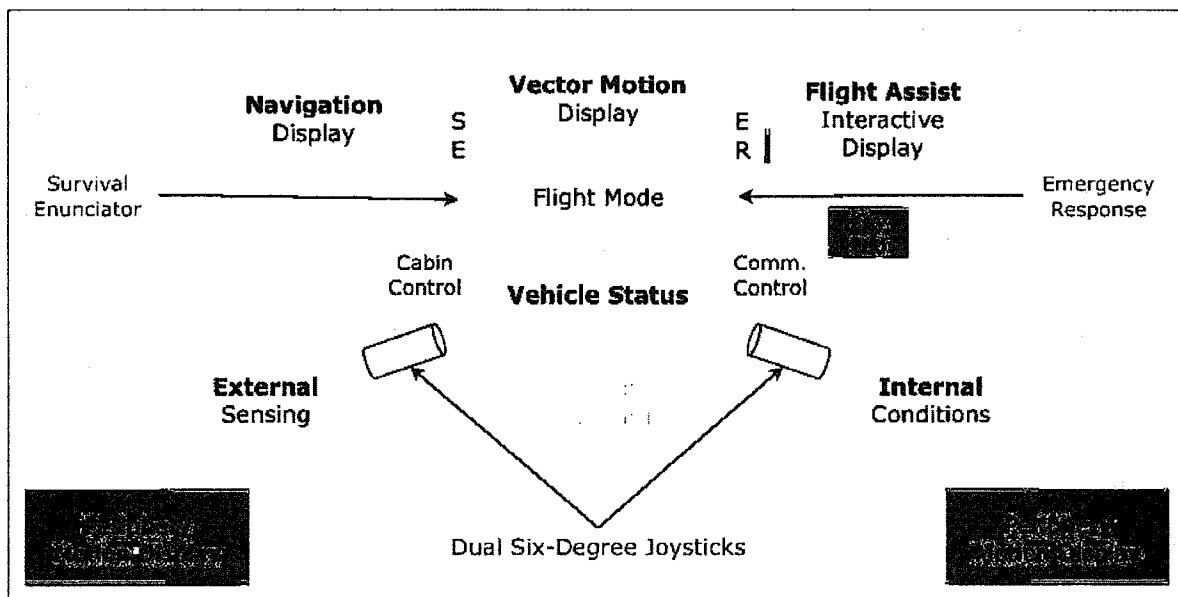 Vector Motion
Display
Navigation
Display
Flight Assist
Interactive
Display
S
E
E
R
Survival
Enunciator
Flight Mode
Emergency
Response
Cabin
Control
Comm.
Control
Vehicle Status
External
Sensing
Internal
Conditions
Dual Six-Degree Joysticks